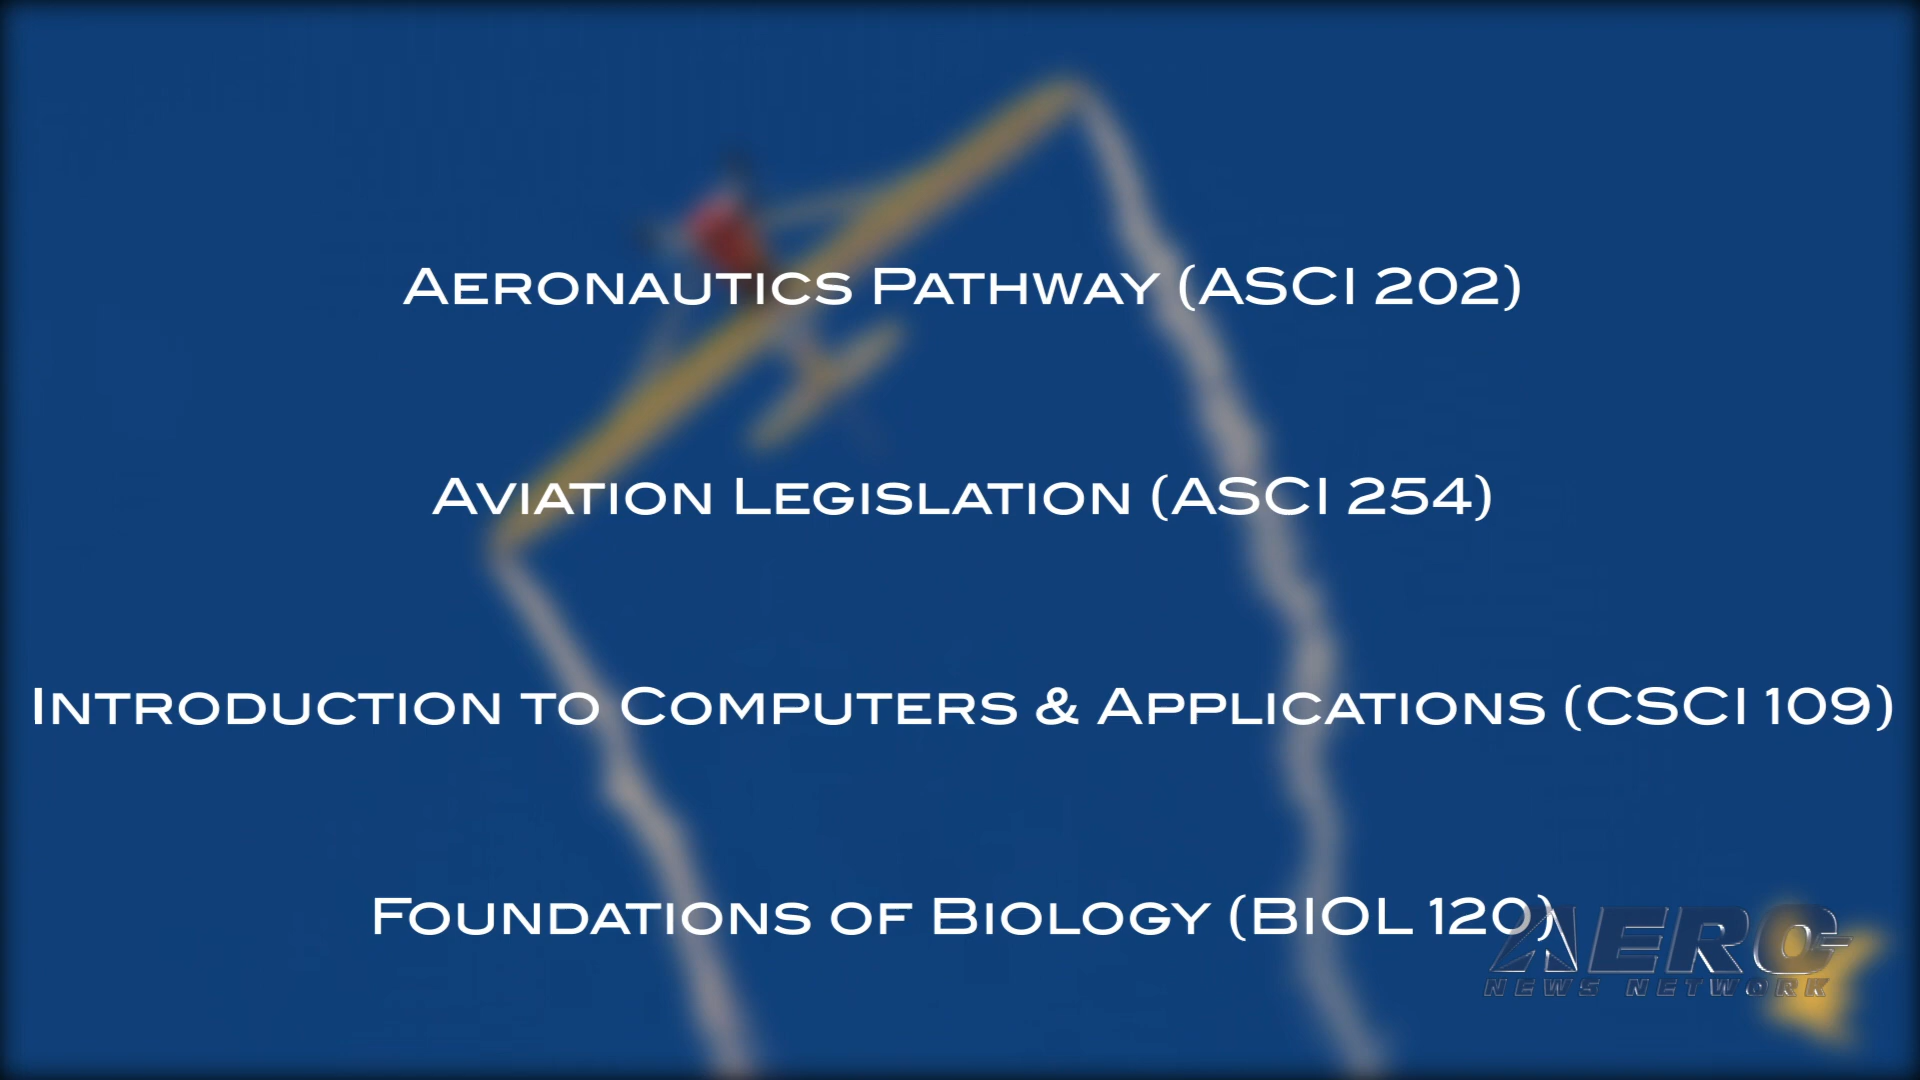 Aeronautics Pathway (ASCI 202)
Aviation Legislation (ASCI 254)
Introduction to Computers & Applications (CSCI 109)
Foundations of Biology (BIOL 120)
AERO
NEWS NETWORK